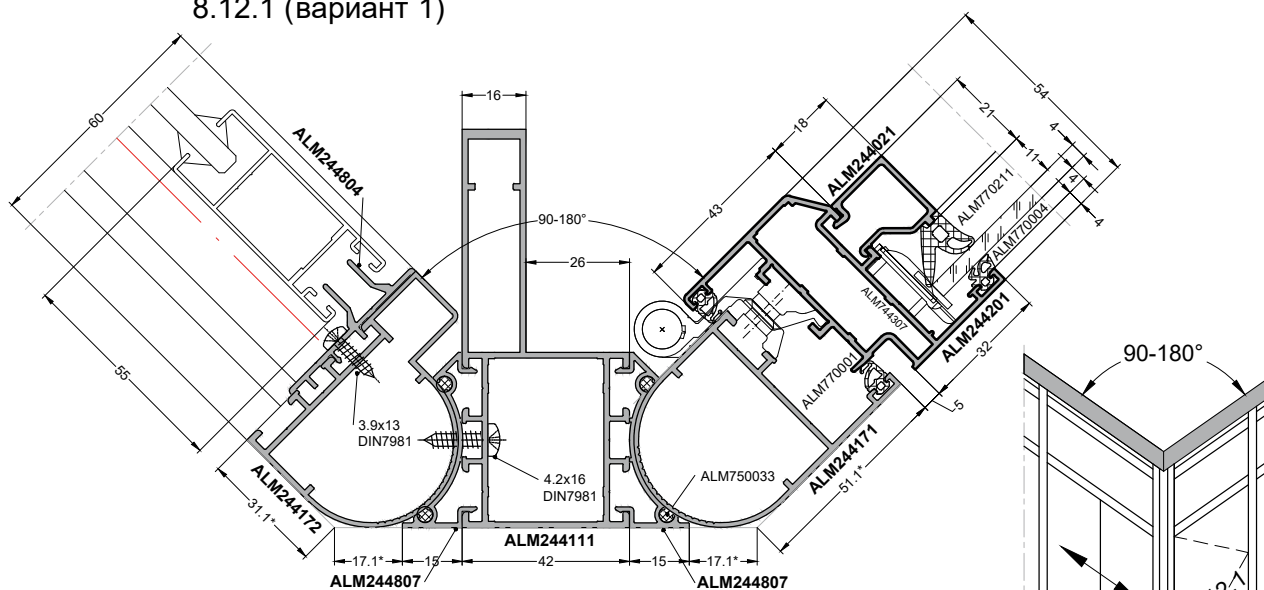 8.12.1 (вариант 1)
60
ALM244804
16
18
54
21
4
11
4
4
ALM244021
ALM770211
ALM770004
43
90-180°
26
ALM744307
ALM244201
32
5
ALM770001
55
3.9x13
DIN7981
4.2x16
DIN7981
ALM750033
ALM244171
51.1*
90-180°
ALM244172
31.1*
ALM244111
17.1*
15
42
15
17.1*
ALM244807
ALM244807